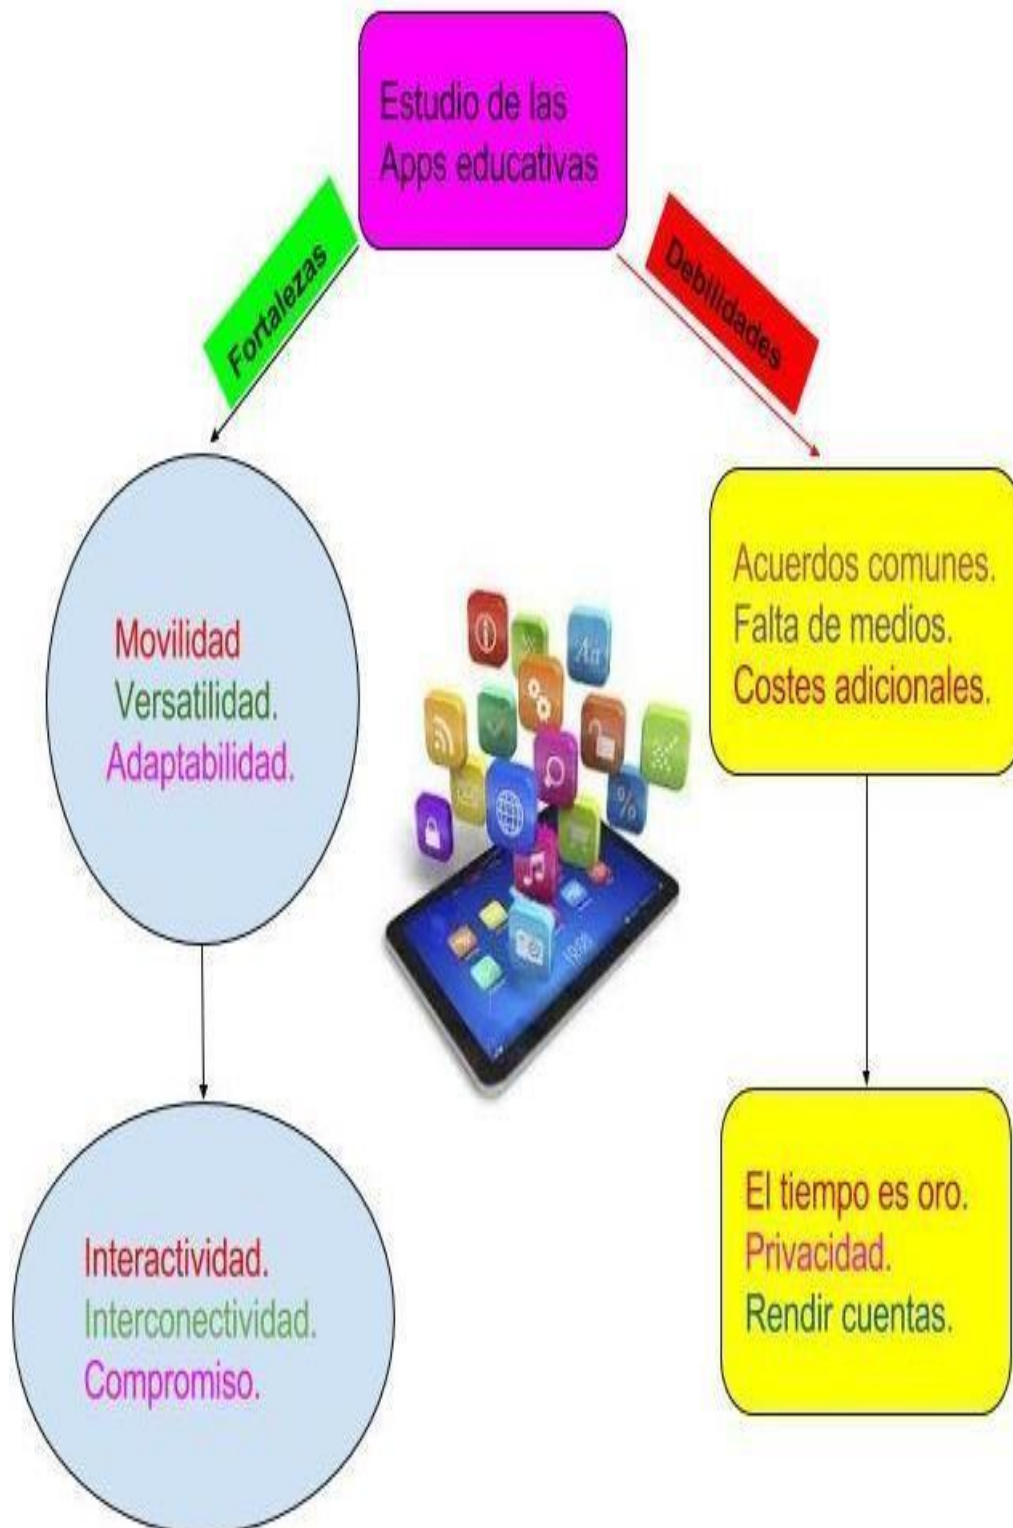 Estudio de las
Apps educativas
Fortalezas
Debilidades
Movilidad
Versatilidad.
Adaptabilidad.
Acuerdos comunes.
Falta de medios.
Costes adicionales.
Aa
%
Interactividad.
Interconectividad.
Compromiso.
El tiempo es oro.
Privacidad.
Rendir cuentas.